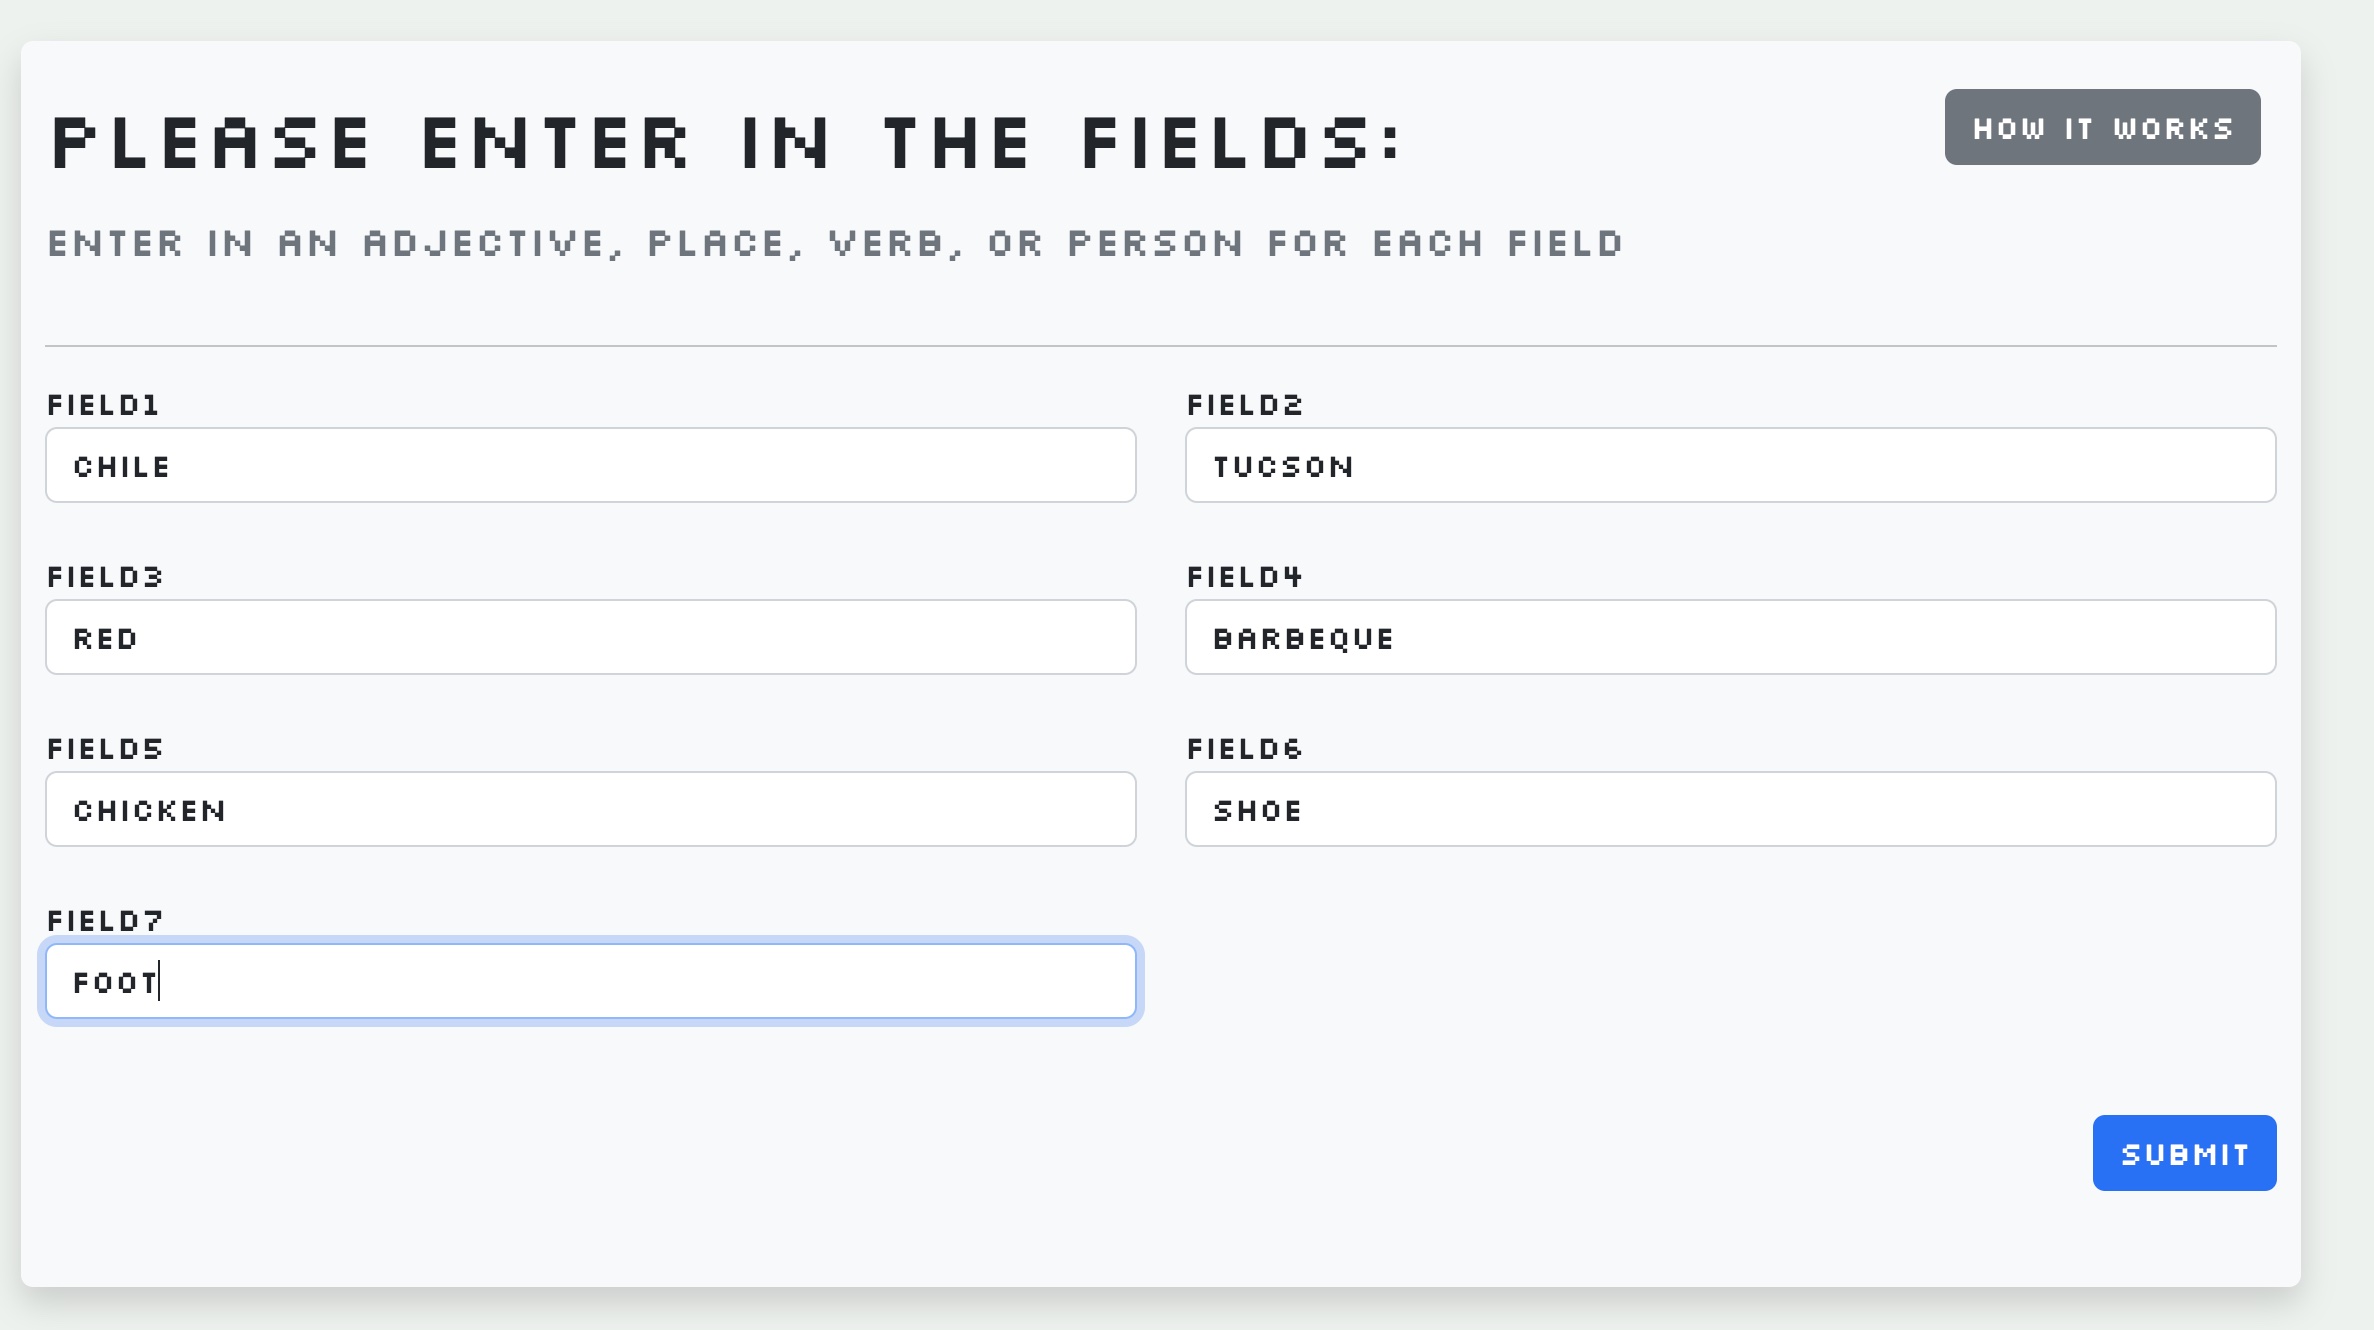 PLEASE ENTER IN THE FIELDS:
HOW IT WORKS
ENTER IN AN ADJECTIVE, PLACE, VERB, OR PERSON FOR EACH FIELD
FIELD1
CHILE
FIELD2
TUCSON
FIELD3
RED
FIELD4
BARBEQUE
FIELD5
CHICKEN
FIELD6
SHOE
FIELD7
FOOT
SUBMIT